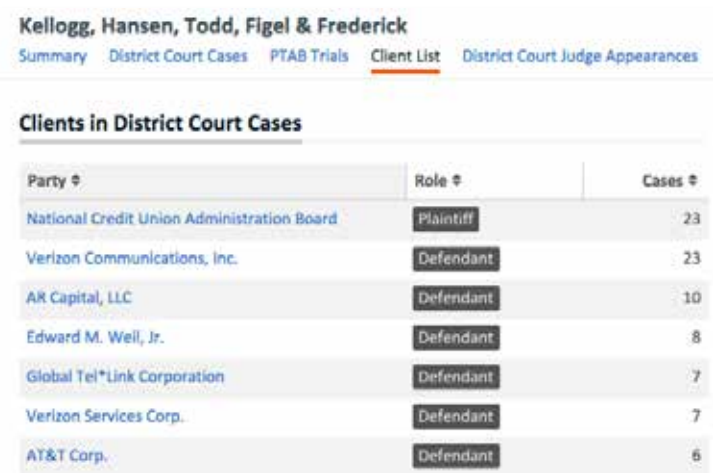 Kellogg, Hansen, Todd, Figel & Frederick
Summary District Court Cases PTAB Trials Client List District Court Judge Appearances
Clients in District Court Cases
Party Role Cases
National Credit Union Administration Board Plaintiff 23
Verizon Communications, Inc. Defendant 23
AR Capital, LLC Defendant 10
Edward M. Weil, Jr. Defendant 8
Global Tel*Link Corporation Defendant 7
Verizon Services Corp. Defendant 7
AT&T Corp. Defendant 6